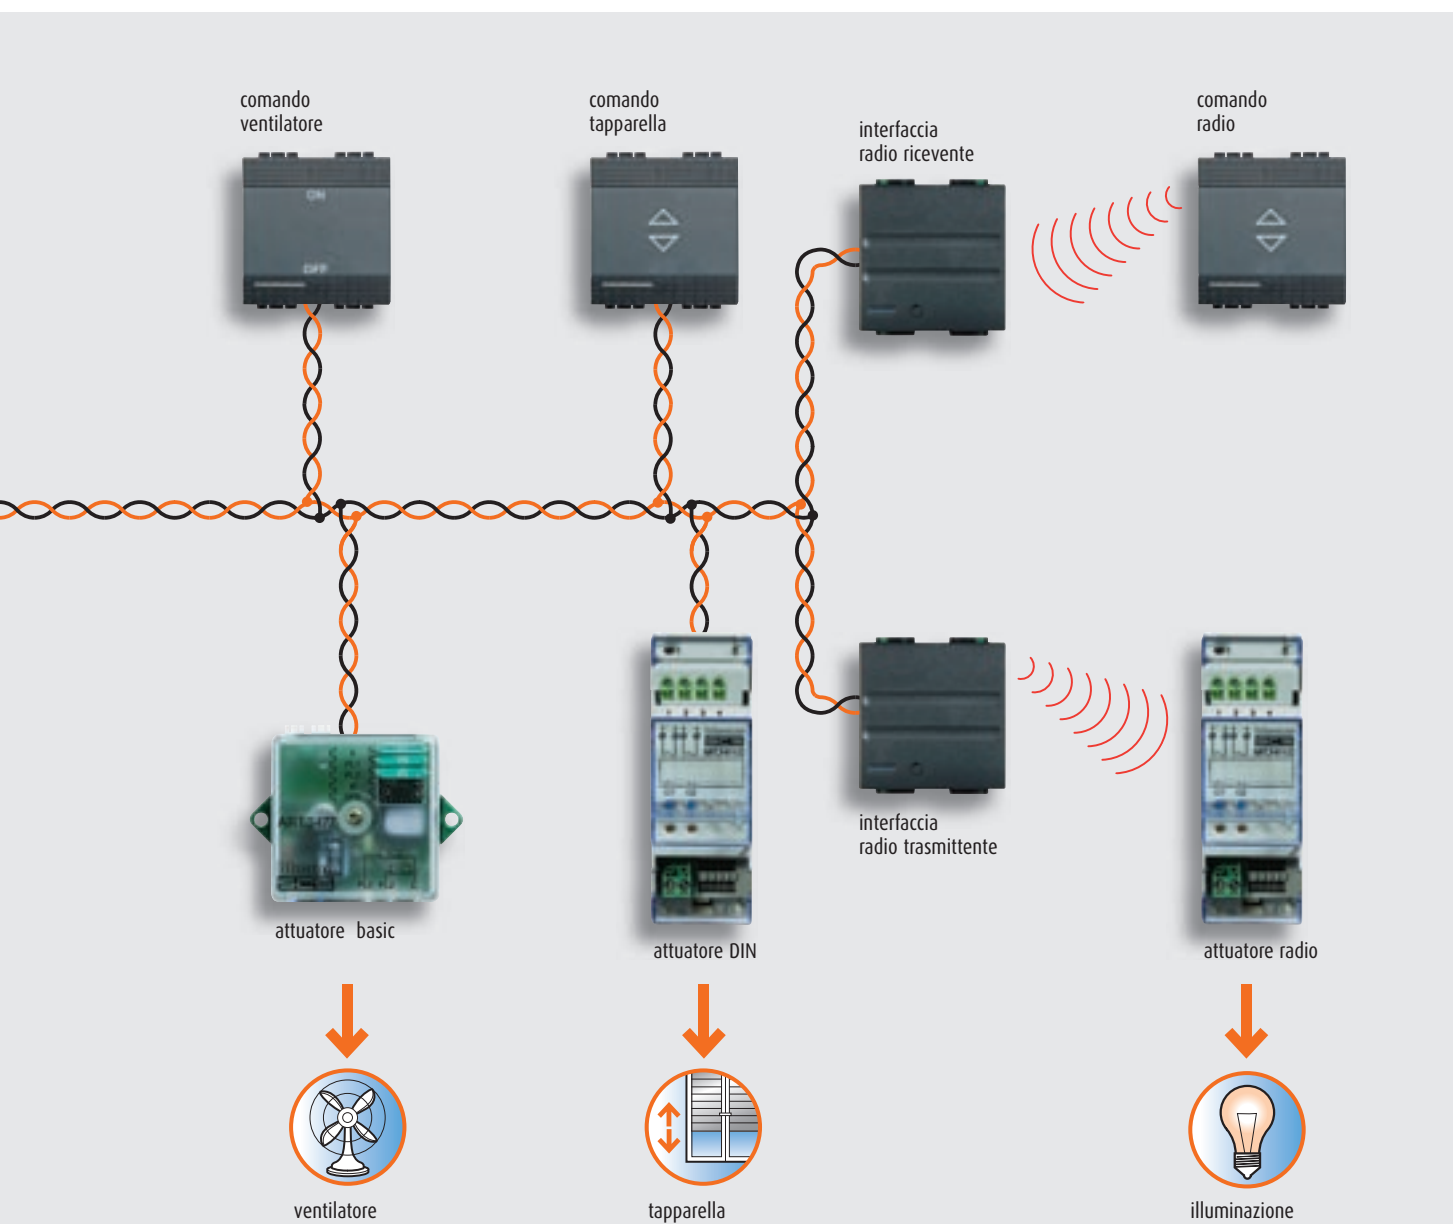 comando
ventilatore
comando
tapparella
interfaccia
radio ricevente
comando
radio
ON
OFF
interfaccia
radio trasmittente
attuatore basic
attuatore DIN
attuatore radio
ventilatore
tapparella
illuminazione